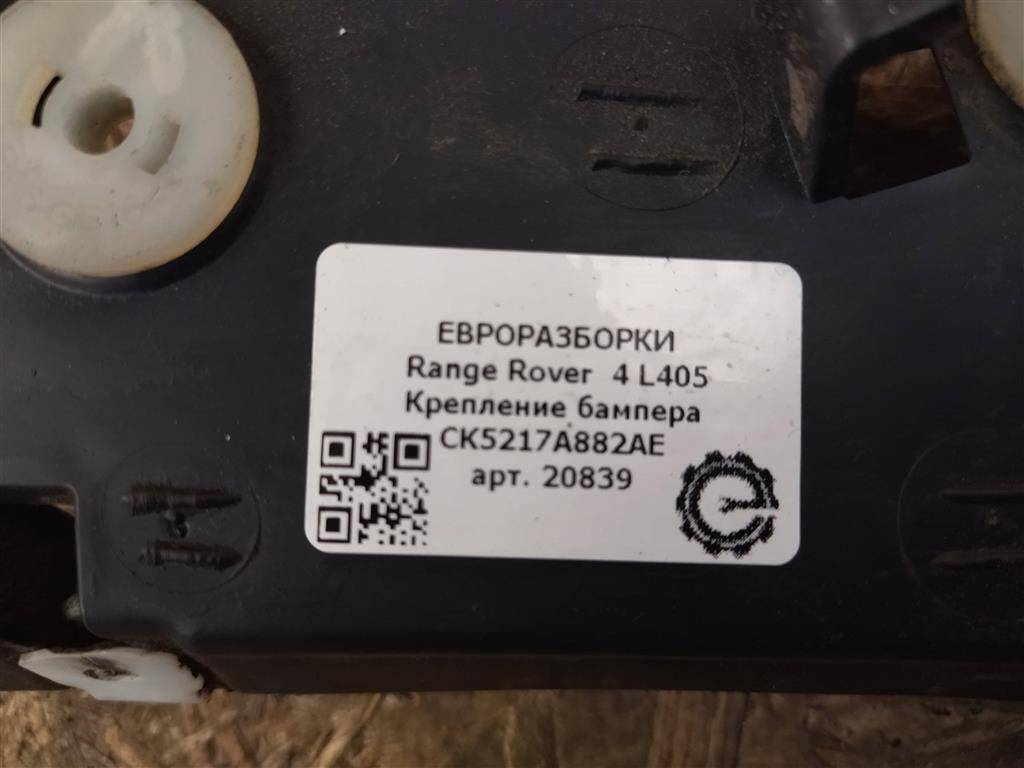 ЕВРОРАЗБОРКИ
Range Rover 4 L405
Крепление бампера
CK5217A882AE
арт. 20839